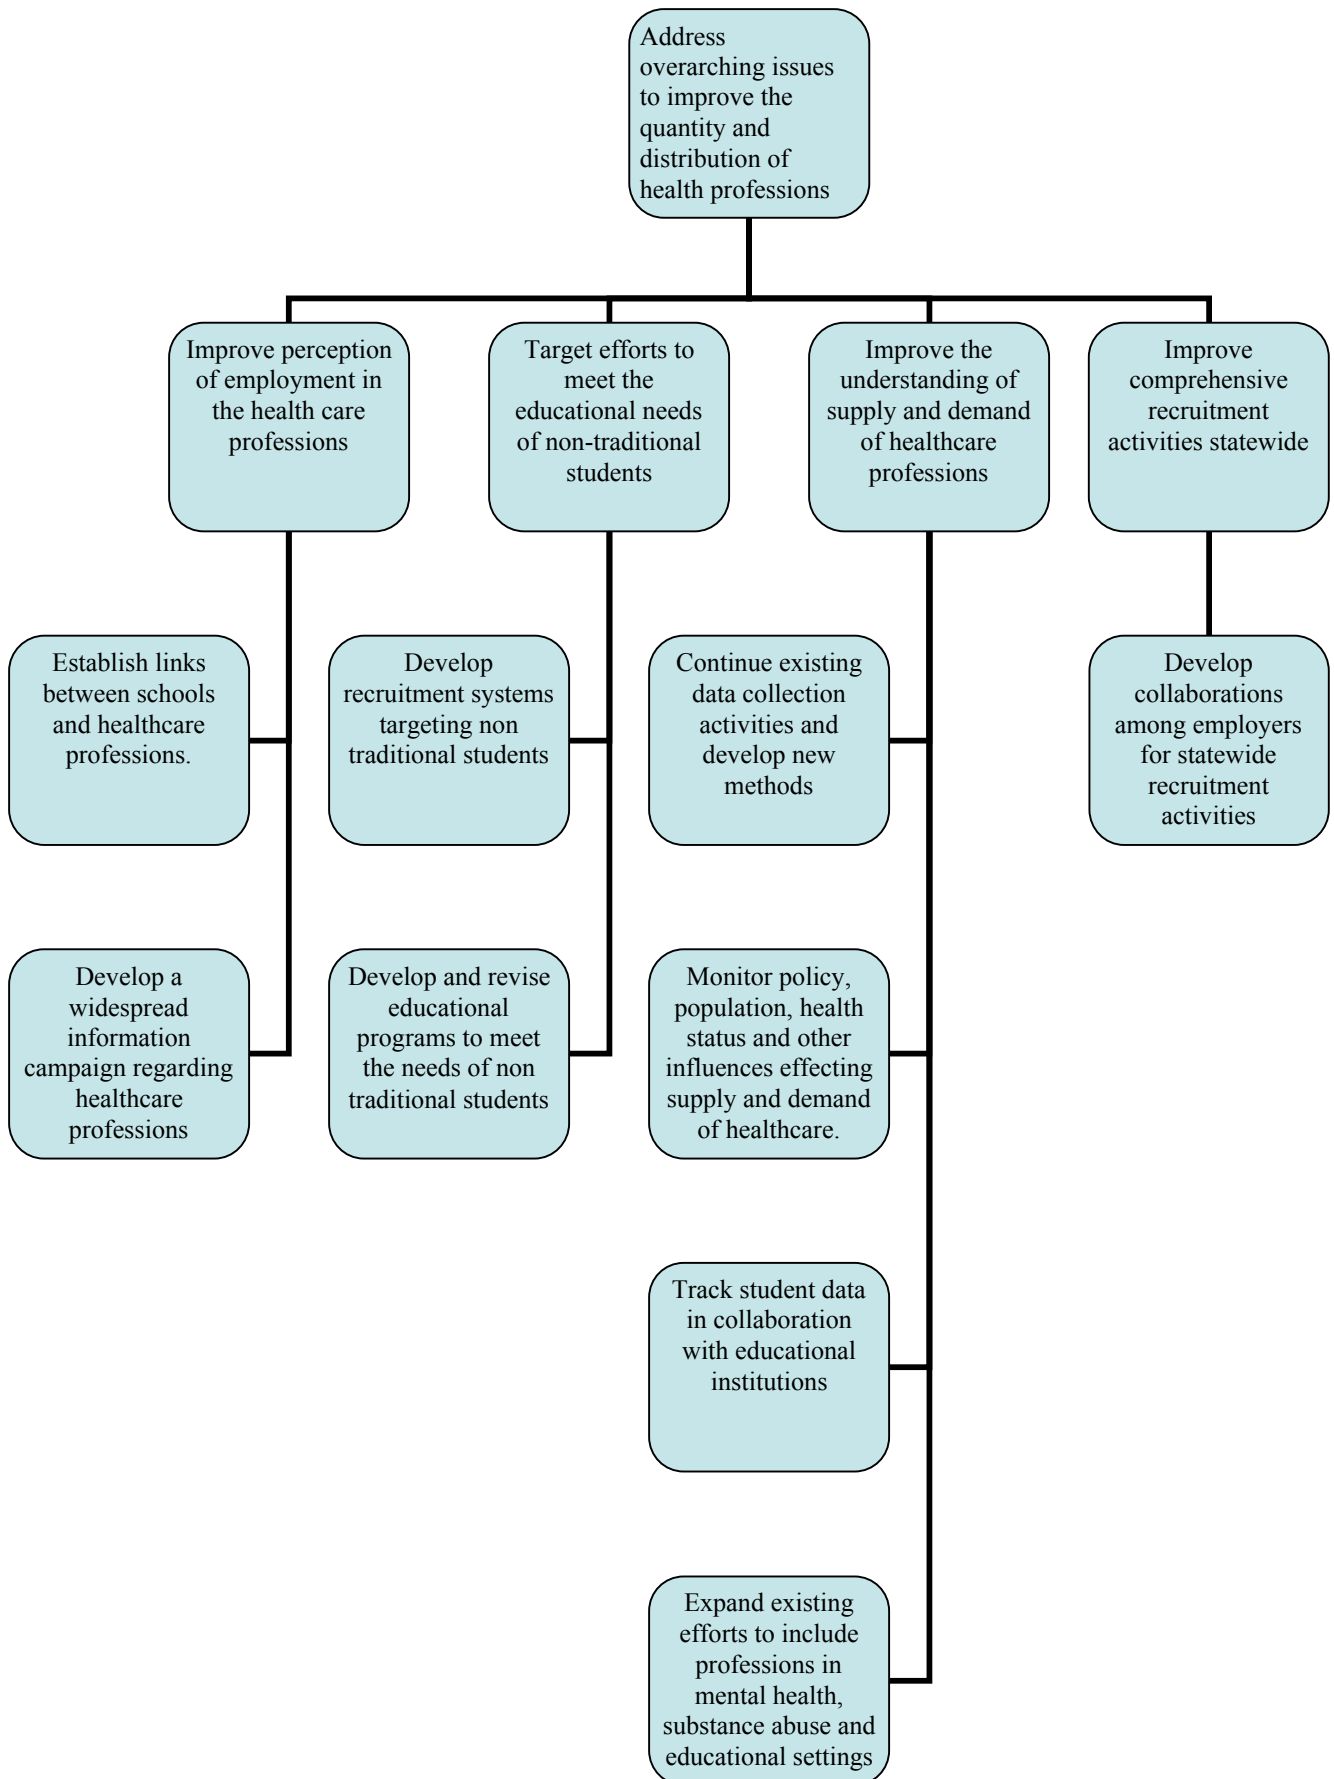 Address
overarching issues
to improve the
quantity and
distribution of
health professions
Improve perception
of employment in
the health care
professions
Target efforts to
meet the
educational needs
of non-traditional
students
Improve the
understanding of
supply and demand
of healthcare
professions
Improve
comprehensive
recruitment
activities statewide
Establish links
between schools
and healthcare
professions.
Develop
recruitment systems
targeting non
traditional students
Continue existing
data collection
activities and
develop new
methods
Develop
collaborations
among employers
for statewide
recruitment
activities
Develop a
widespread
information
campaign regarding
healthcare
professions
Develop and revise
educational
programs to meet
the needs of non
traditional students
Monitor policy,
population, health
status and other
influences effecting
supply and demand
of healthcare.
Track student data
in collaboration
with educational
institutions
Expand existing
efforts to include
professions in
mental health,
substance abuse and
educational settings